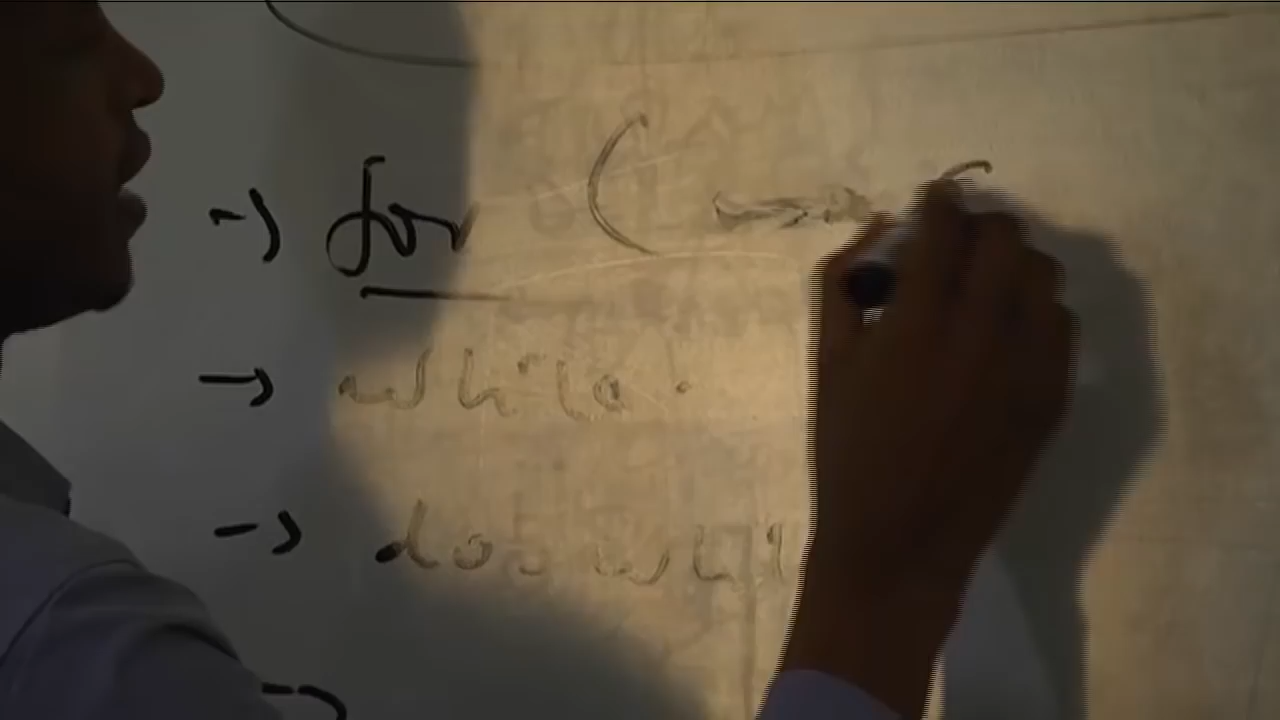 → for (
→ while
→ do while